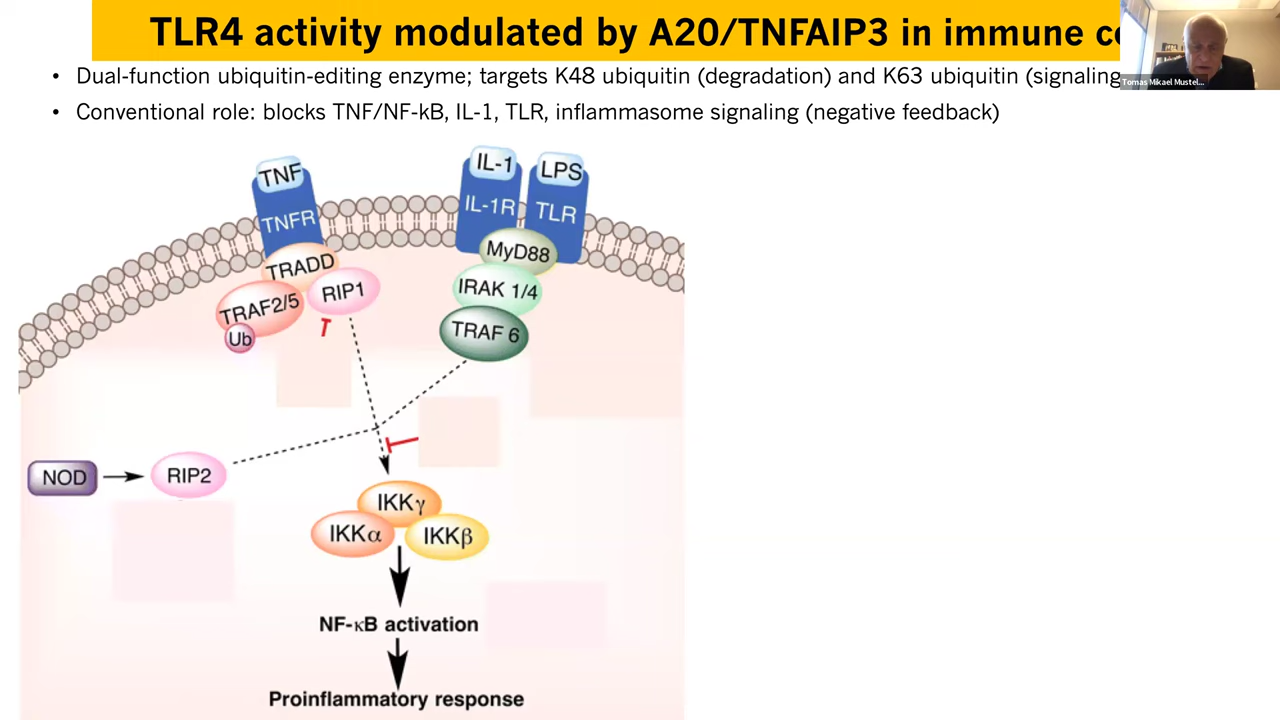 TLR4 activity modulated by A20/TNFAIP3 in immune
Tomas Mikael Mustel...
• Dual-function ubiquitin-editing enzyme; targets K48 ubiquitin (degradation) and K63 ubiquitin (signaling
• Conventional role: blocks TNF/NF-kB, IL-1, TLR, inflammasome signaling (negative feedback)
TNF
TNFR
TRADD
TRAF2/5
RIP1
Ub
IL-1
LPS
IL-1R
TLR
MyD88
IRAK 1/4
TRAF 6
NOD
RIP2
IKKγ
IKKα
IKKβ
NF-κB activation
Proinflammatory response